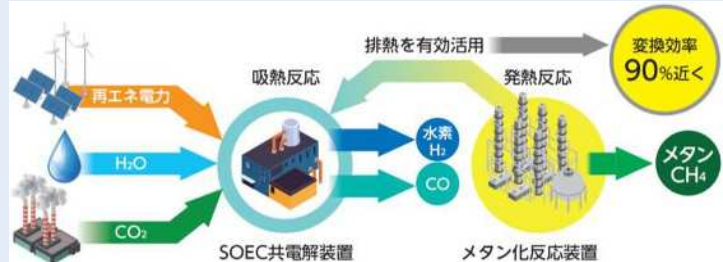 排熱を有効活用
変換効率
90%近く
吸熱反応
発熱反応
再エネ電力
水素
H₂
H₂O
CO
メタン
CH₄
CO₂
SOEC共電解装置
メタン化反応装置